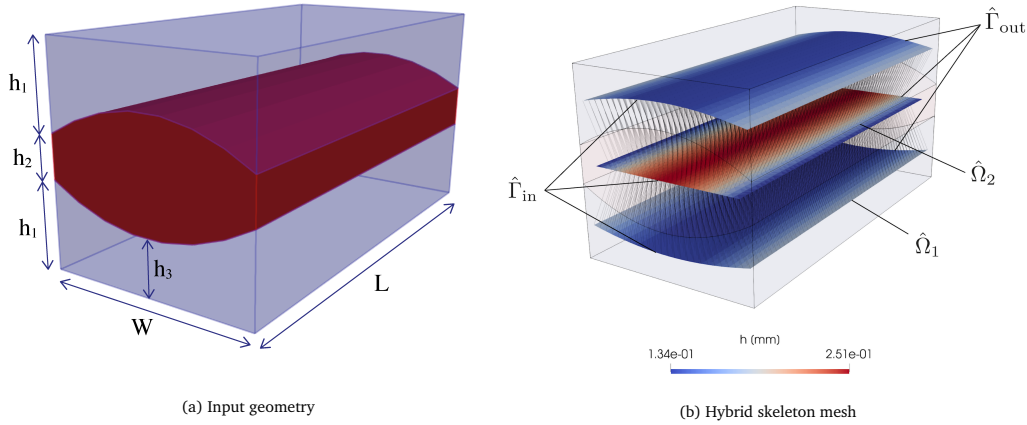 h₁
h₂
h₁
h₃
W
L
(a) Input geometry
Γ̂out
Γ̂in
Ω̂₂
Ω̂₁
h [mm]
1.34e-01 2.51e-01
(b) Hybrid skeleton mesh